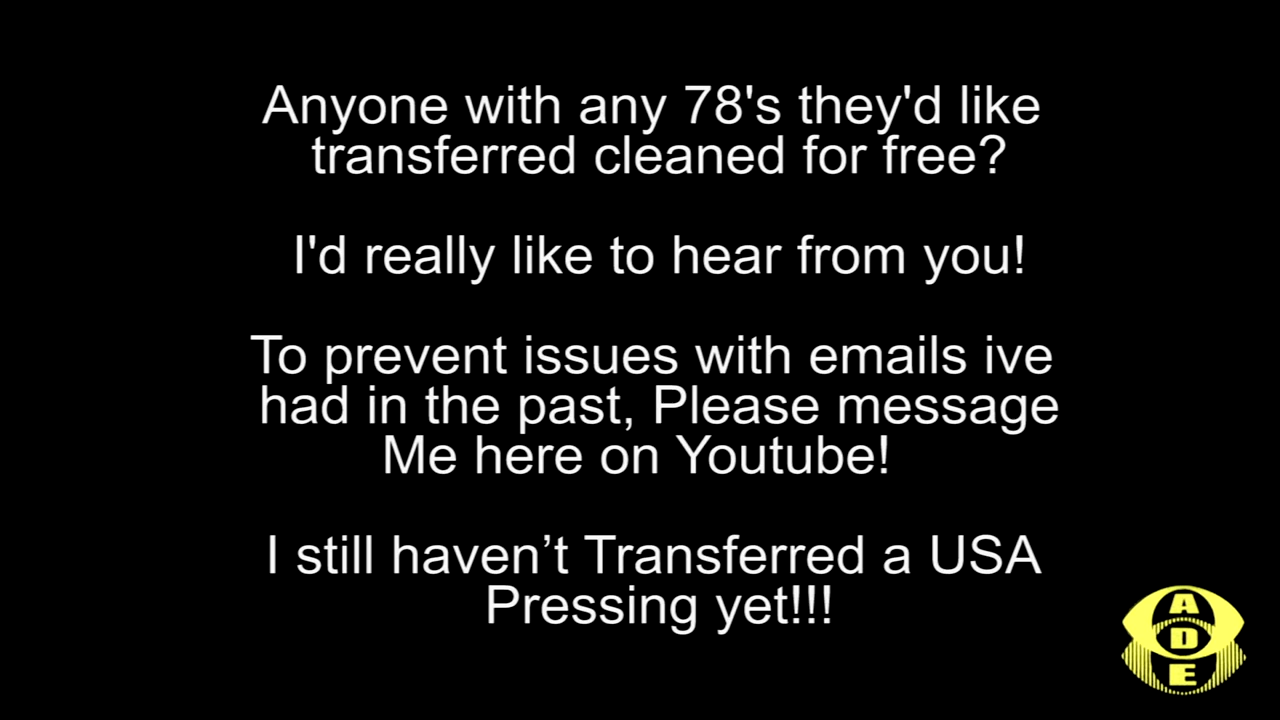 Anyone with any 78's they'd like
transferred cleaned for free?
I'd really like to hear from you!
To prevent issues with emails ive
had in the past, Please message
Me here on Youtube!
I still haven’t Transferred a USA
Pressing yet!!!
A
D
E